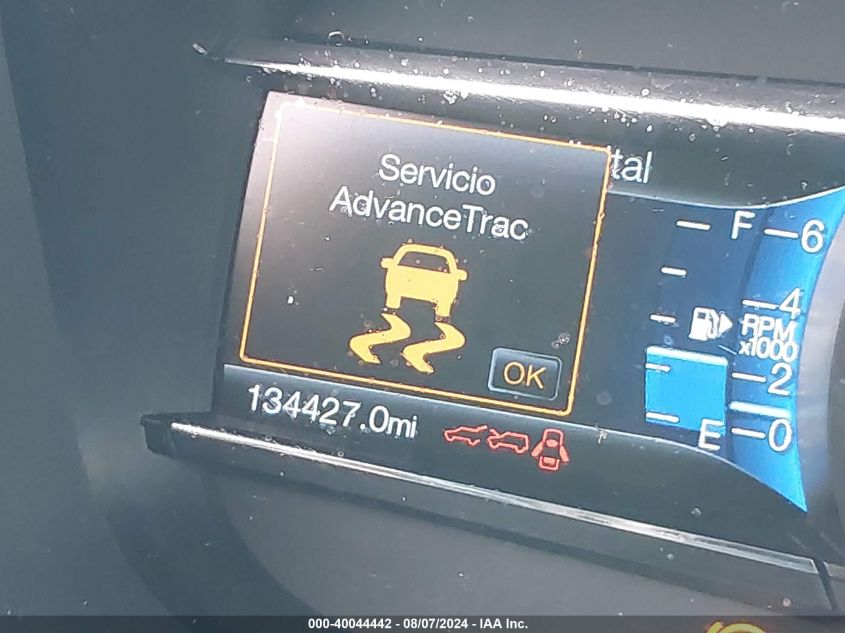 Servicio
AdvanceTrac
OK
134427.0mi
F
E
6
4
RPM
x1000
2
0
000-40044442 - 08/07/2024 - IAA Inc.